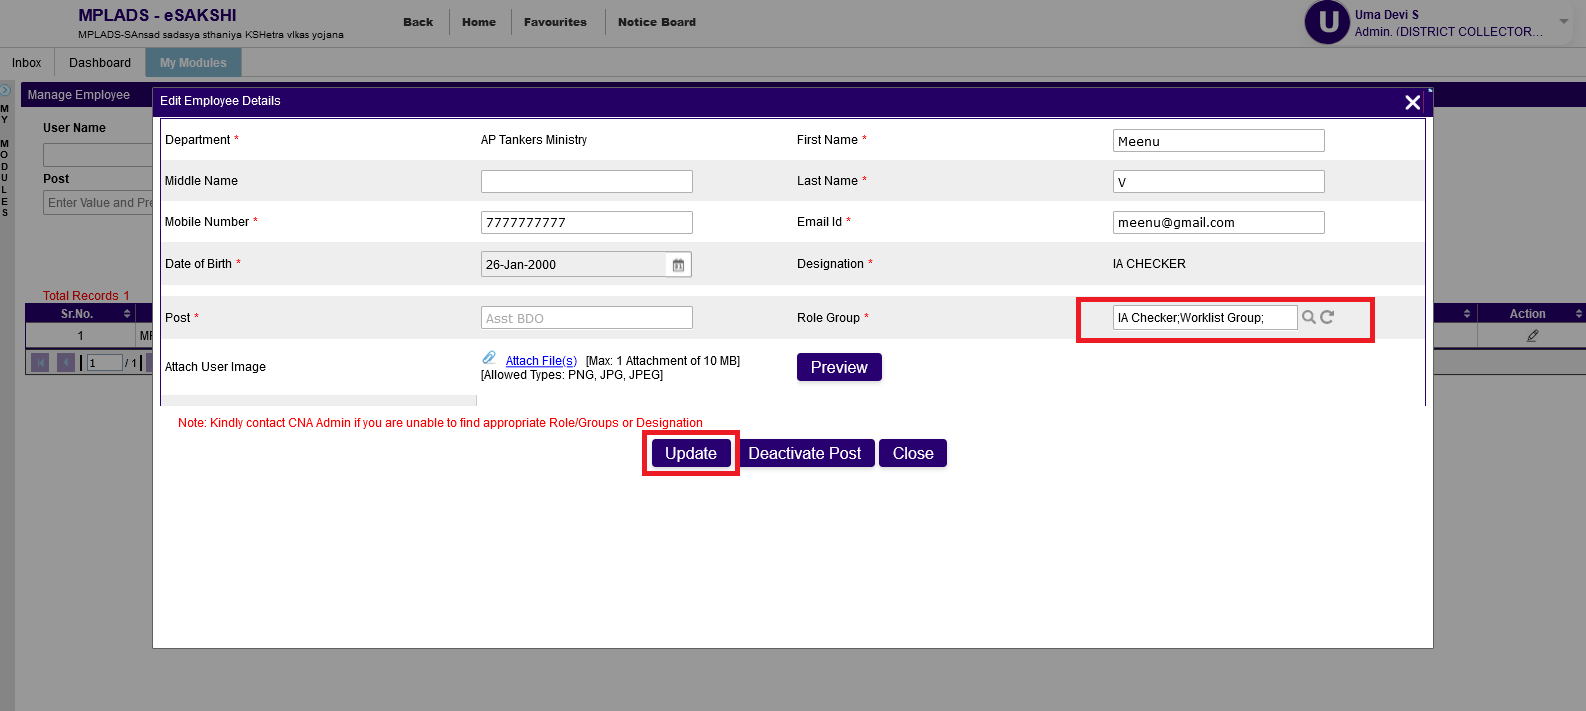 MPLADS - eSAKSHI
MPLADS-SAnsad sadasya sthaniya KSHetra vIkas yojana
Back
Home
Favourites
Notice Board
U
Uma Devi S
Admin. (DISTRICT COLLECTOR...
Inbox
Dashboard
My Modules
MY MODULES
Manage Employee
User Name
Post
Enter Value and Pre
Total Records 1
Sr.No.
Action
1
1 / 1
Edit Employee Details
Department *
AP Tankers Ministry
First Name *
Meenu
Middle Name
Last Name *
V
Mobile Number *
7777777777
Email Id *
meenu@gmail.com
Date of Birth *
26-Jan-2000
Designation *
IA CHECKER
Post *
Asst BDO
Role Group *
IA Checker;Worklist Group;
Attach User Image
Attach File(s) [Max: 1 Attachment of 10 MB]
[Allowed Types: PNG, JPG, JPEG]
Preview
Note: Kindly contact CNA Admin if you are unable to find appropriate Role/Groups or Designation
Update
Deactivate Post
Close